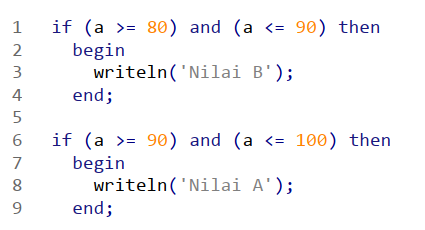 1 if (a >= 80) and (a <= 90) then
2   begin
3     writeln('Nilai B');
4   end;
5
6 if (a >= 90) and (a <= 100) then
7   begin
8     writeln('Nilai A');
9   end;